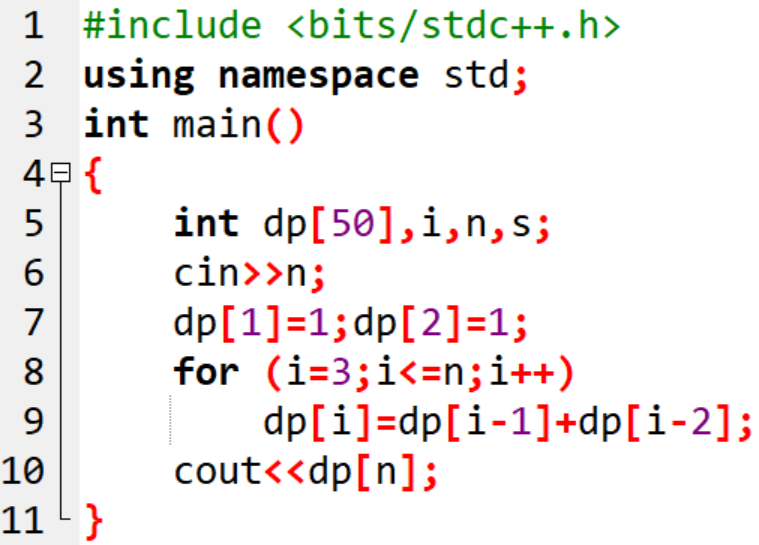 1 #include <bits/stdc++.h>
2 using namespace std;
3 int main()
4 {
5 int dp[50],i,n,s;
6 cin>>n;
7 dp[1]=1;dp[2]=1;
8 for (i=3;i<=n;i++)
9 dp[i]=dp[i-1]+dp[i-2];
10 cout<<dp[n];
11 }